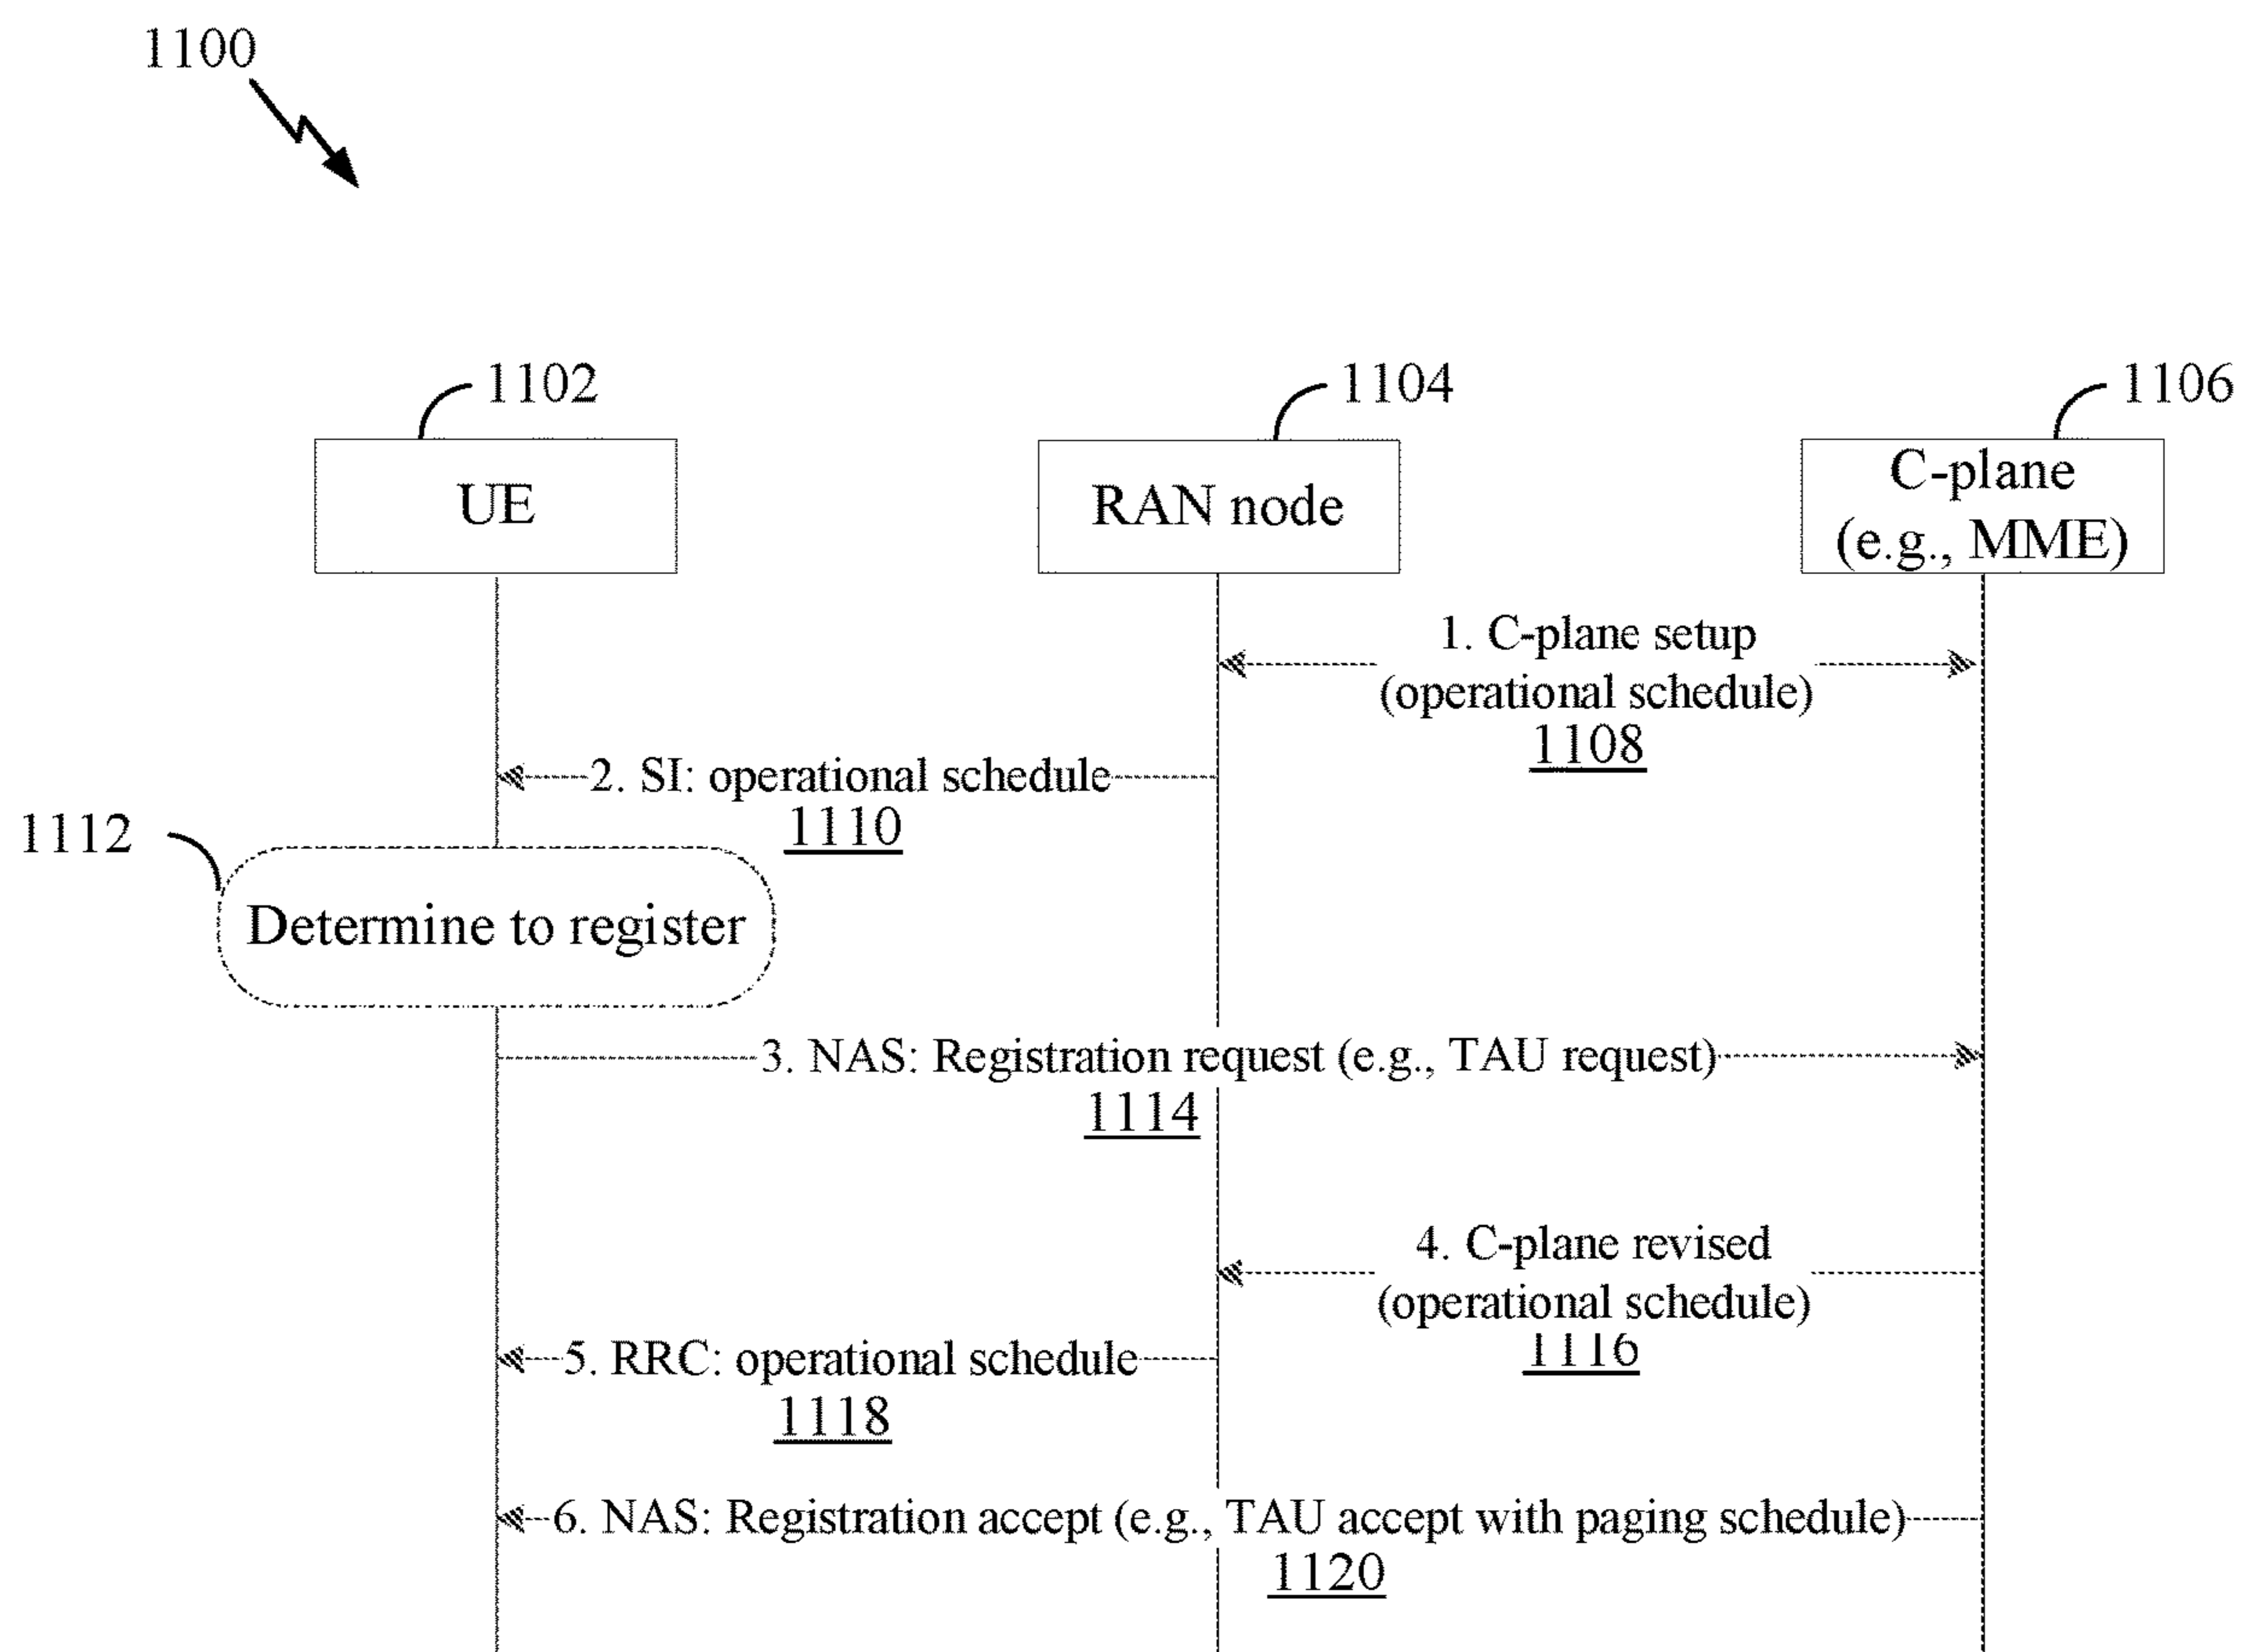 1100
1102
1104
1106
UE
RAN node
C-plane
(e.g., MME)
1. C-plane setup
(operational schedule)
1108
2. SI: operational schedule
1110
1112
Determine to register
3. NAS: Registration request (e.g., TAU request)
1114
4. C-plane revised
(operational schedule)
1116
5. RRC: operational schedule
1118
6. NAS: Registration accept (e.g., TAU accept with paging schedule)
1120